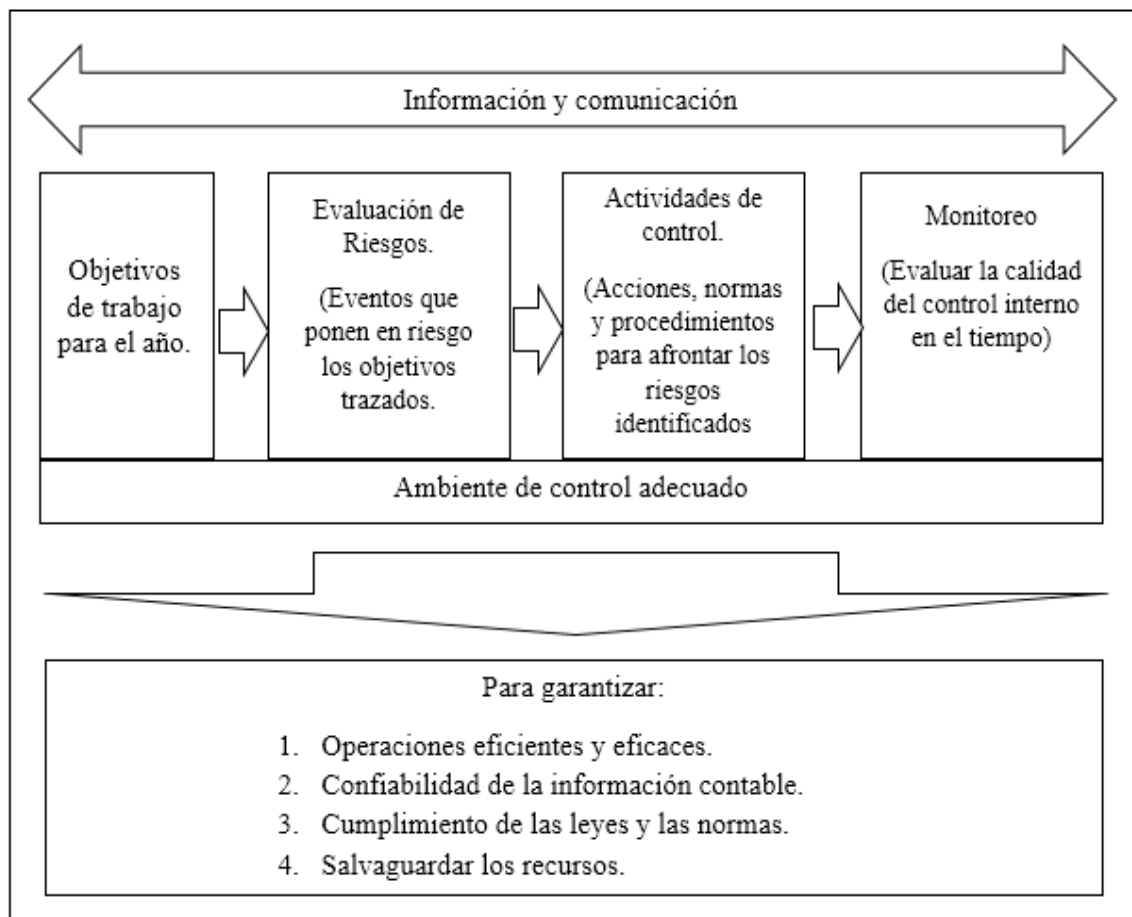 Información y comunicación
Objetivos
de trabajo
para el año.
Evaluación de
Riesgos.
(Eventos que
ponen en riesgo
los objetivos
trazados.
Actividades de
control.
(Acciones, normas
y procedimientos
para afrontar los
riesgos
identificados
Monitoreo
(Evaluar la calidad
del control interno
en el tiempo)
Ambiente de control adecuado
Para garantizar:
1. Operaciones eficientes y eficaces.
2. Confiabilidad de la información contable.
3. Cumplimiento de las leyes y las normas.
4. Salvaguardar los recursos.